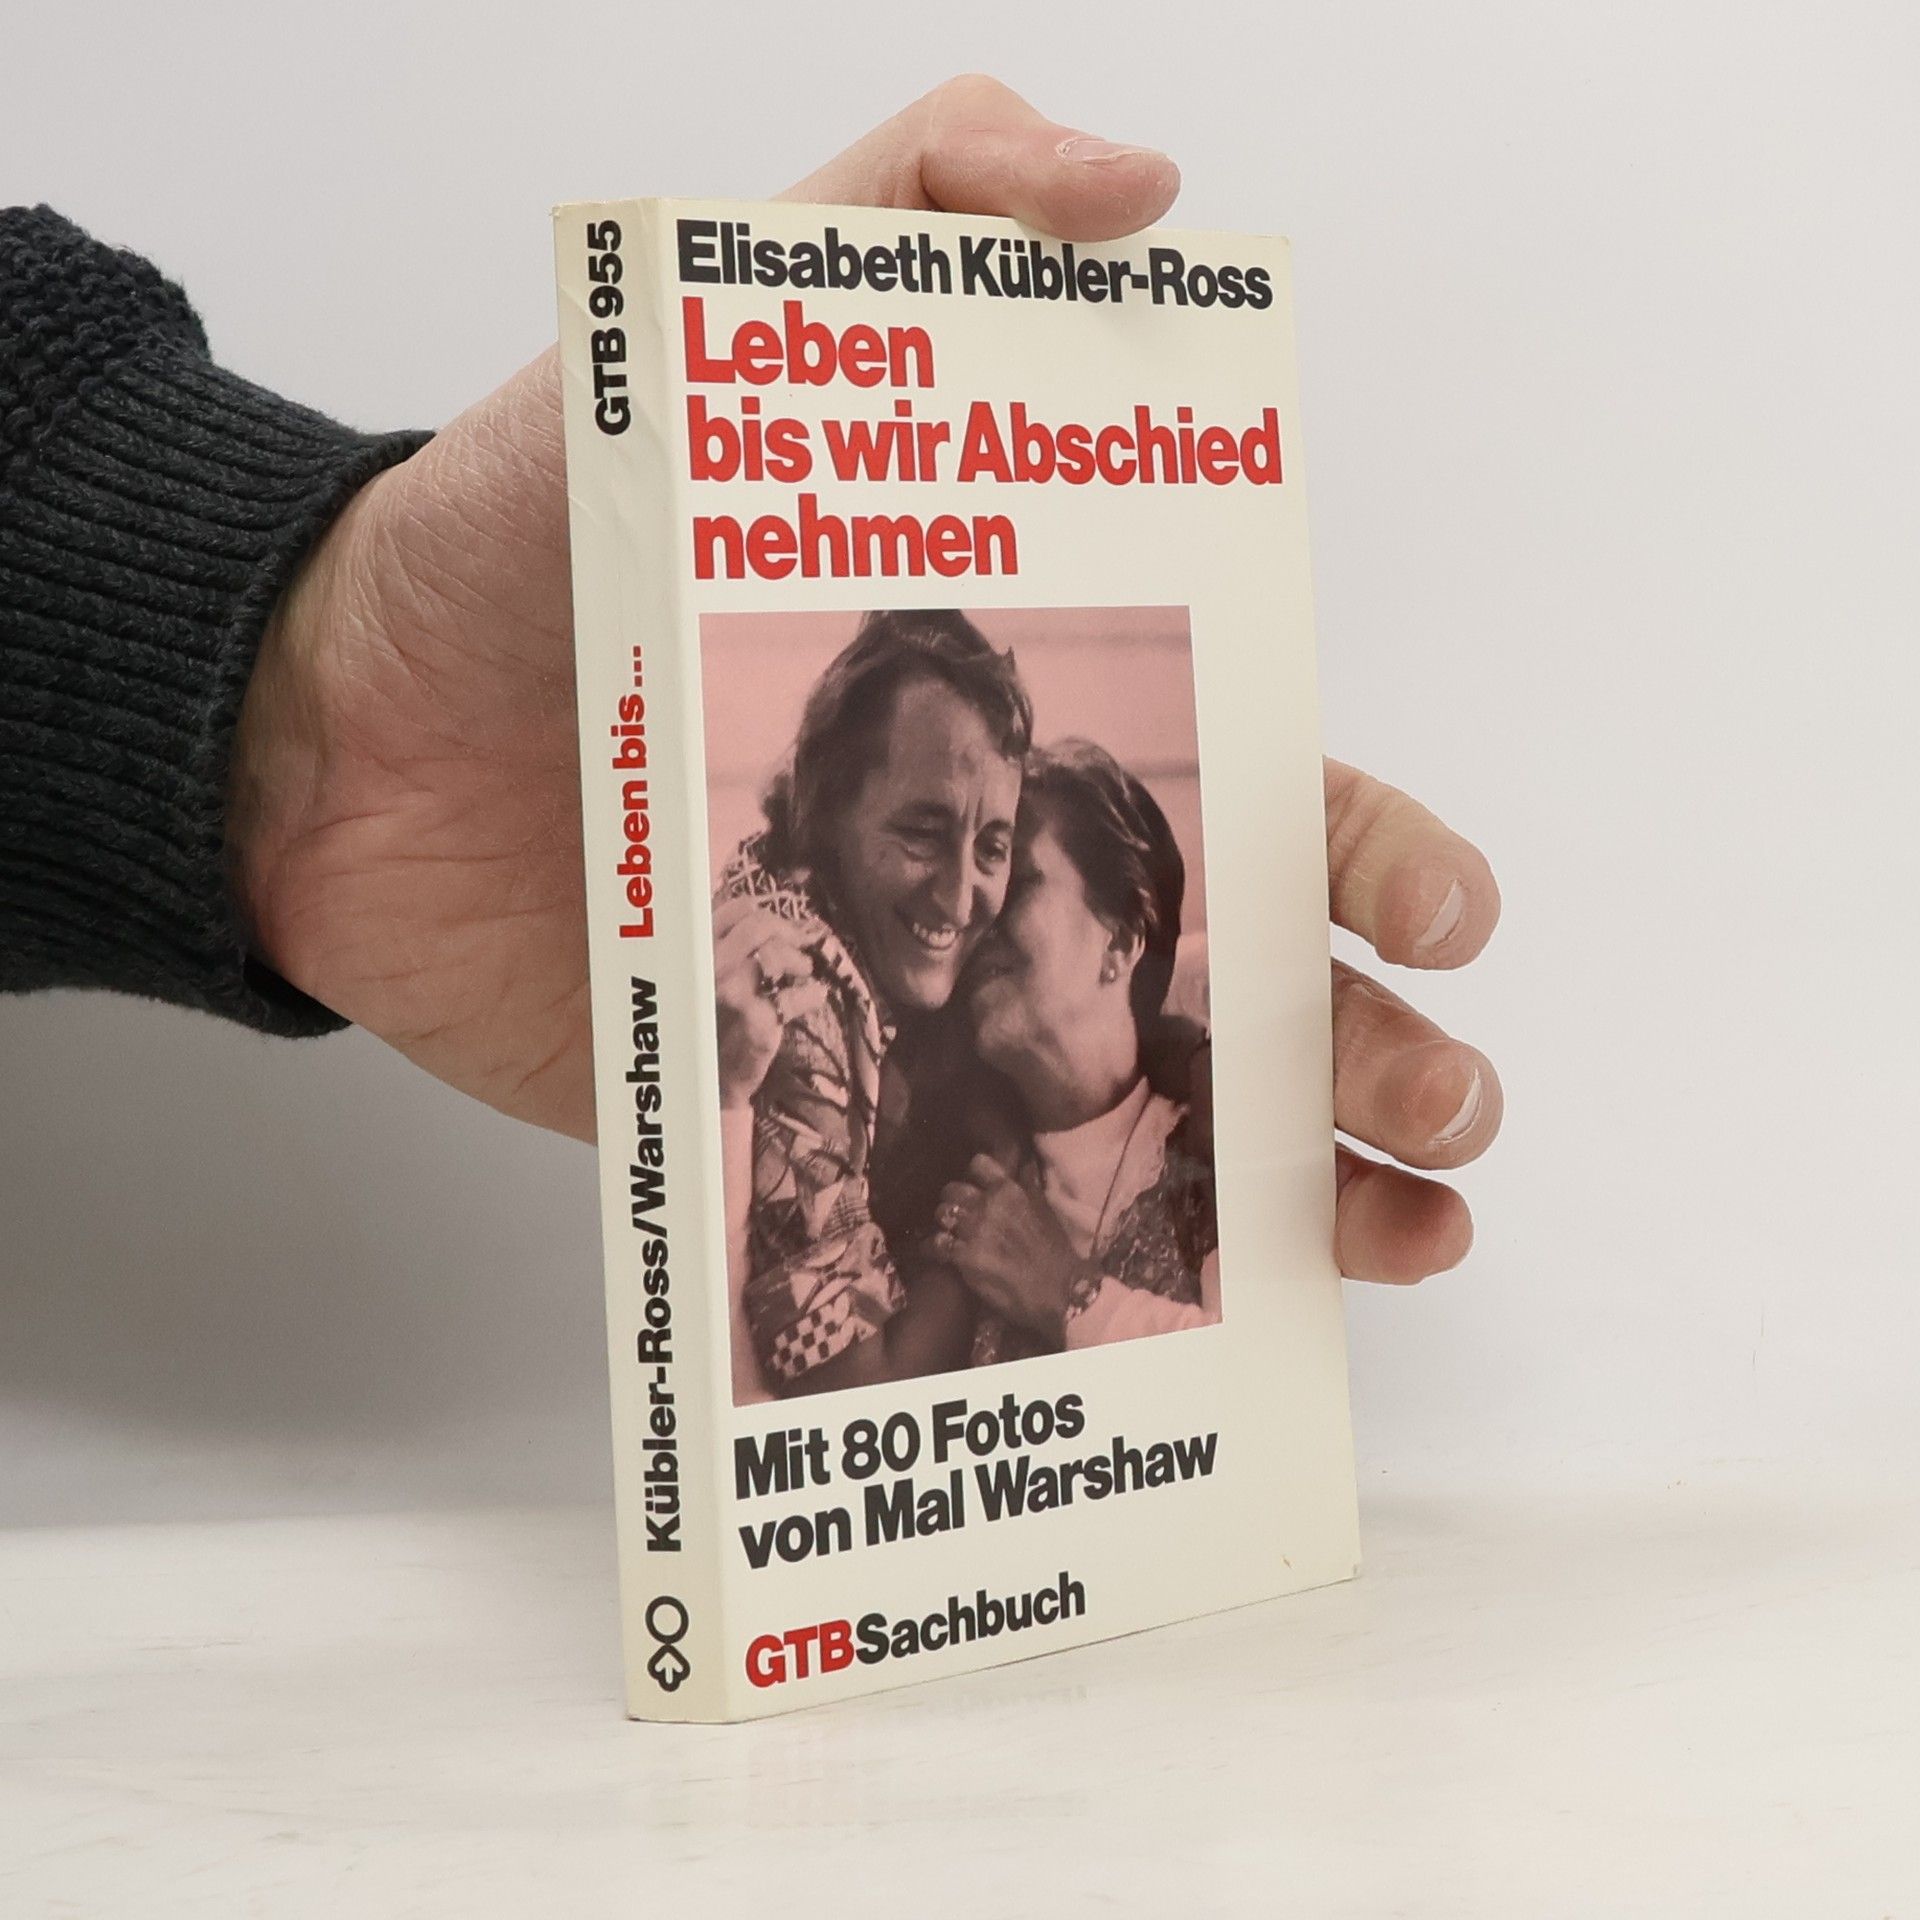 Elisabeth Kübler-Ross
Leben
bis wir Abschied
nehmen
Mit 80 Fotos
von Mal Warshaw
GTBSachbuch
Kübler-Ross/Warshaw Leben bis... GTB 955